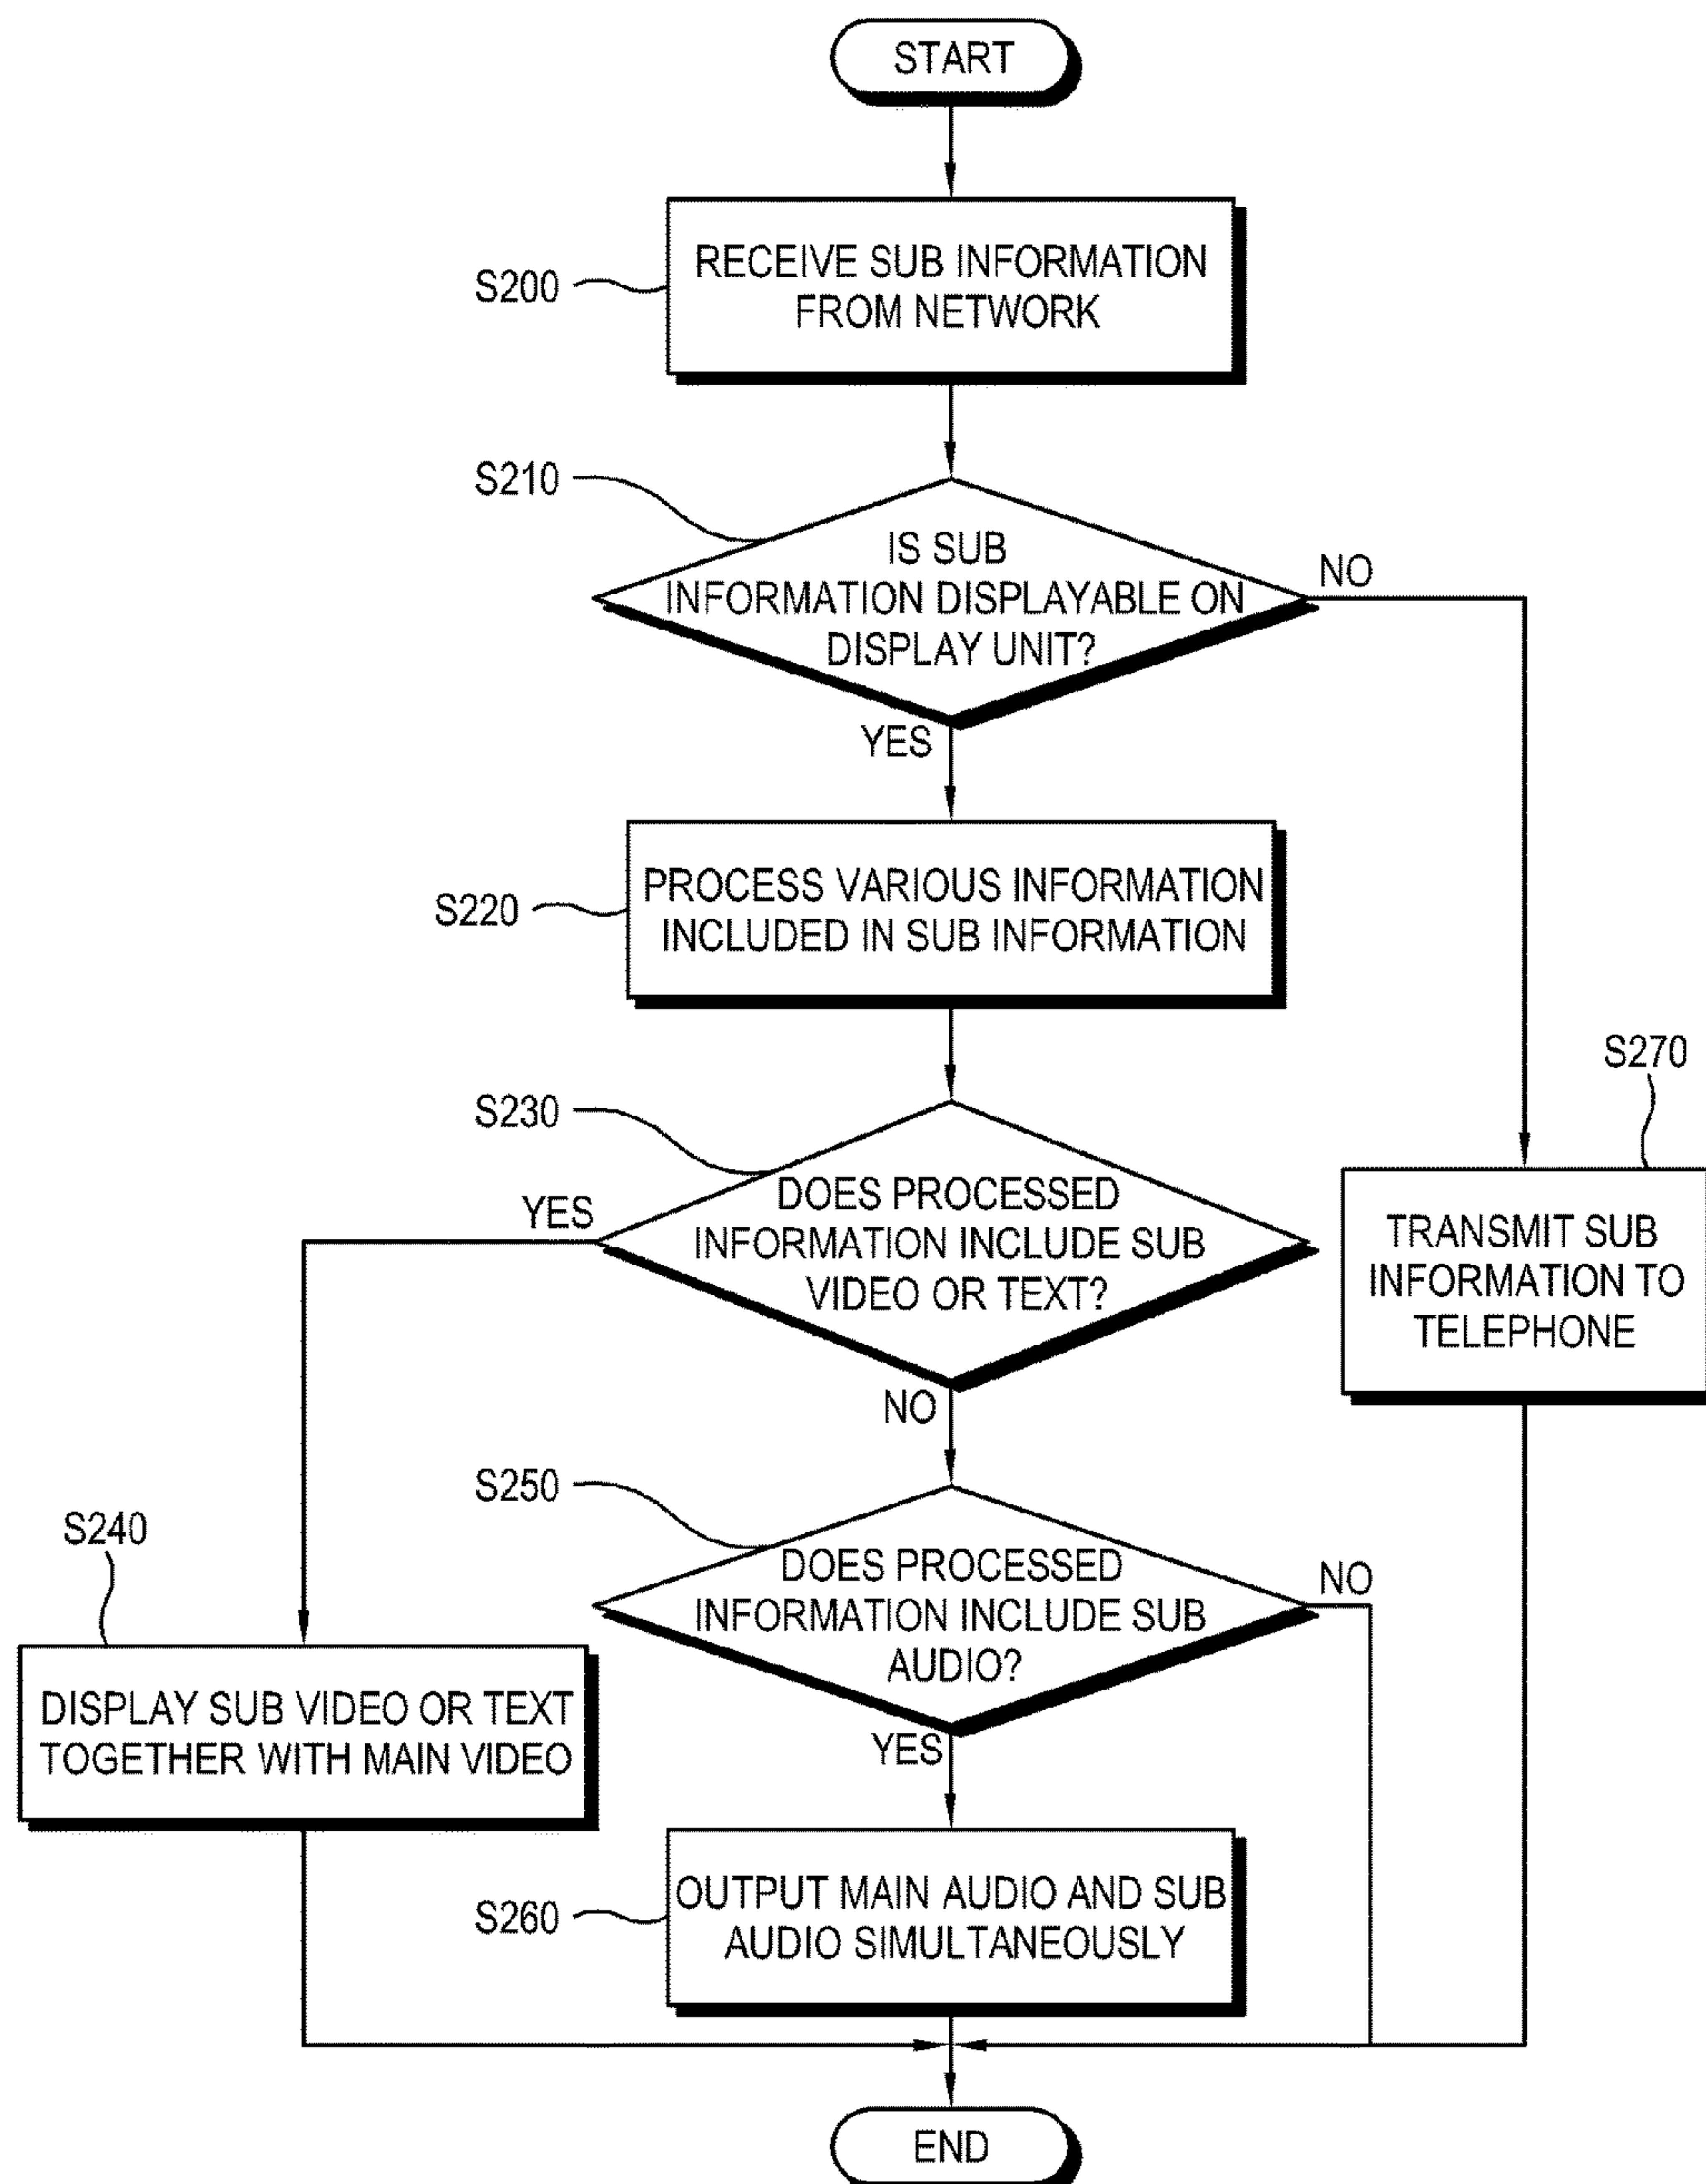 START
S200
RECEIVE SUB INFORMATION
FROM NETWORK
S210
IS SUB
INFORMATION DISPLAYABLE ON
DISPLAY UNIT?
NO
YES
S220
PROCESS VARIOUS INFORMATION
INCLUDED IN SUB INFORMATION
S230
DOES PROCESSED
INFORMATION INCLUDE SUB
VIDEO OR TEXT?
YES
NO
S270
TRANSMIT SUB
INFORMATION TO
TELEPHONE
S240
DISPLAY SUB VIDEO OR TEXT
TOGETHER WITH MAIN VIDEO
S250
DOES PROCESSED
INFORMATION INCLUDE SUB
AUDIO?
NO
YES
S260
OUTPUT MAIN AUDIO AND SUB
AUDIO SIMULTANEOUSLY
END